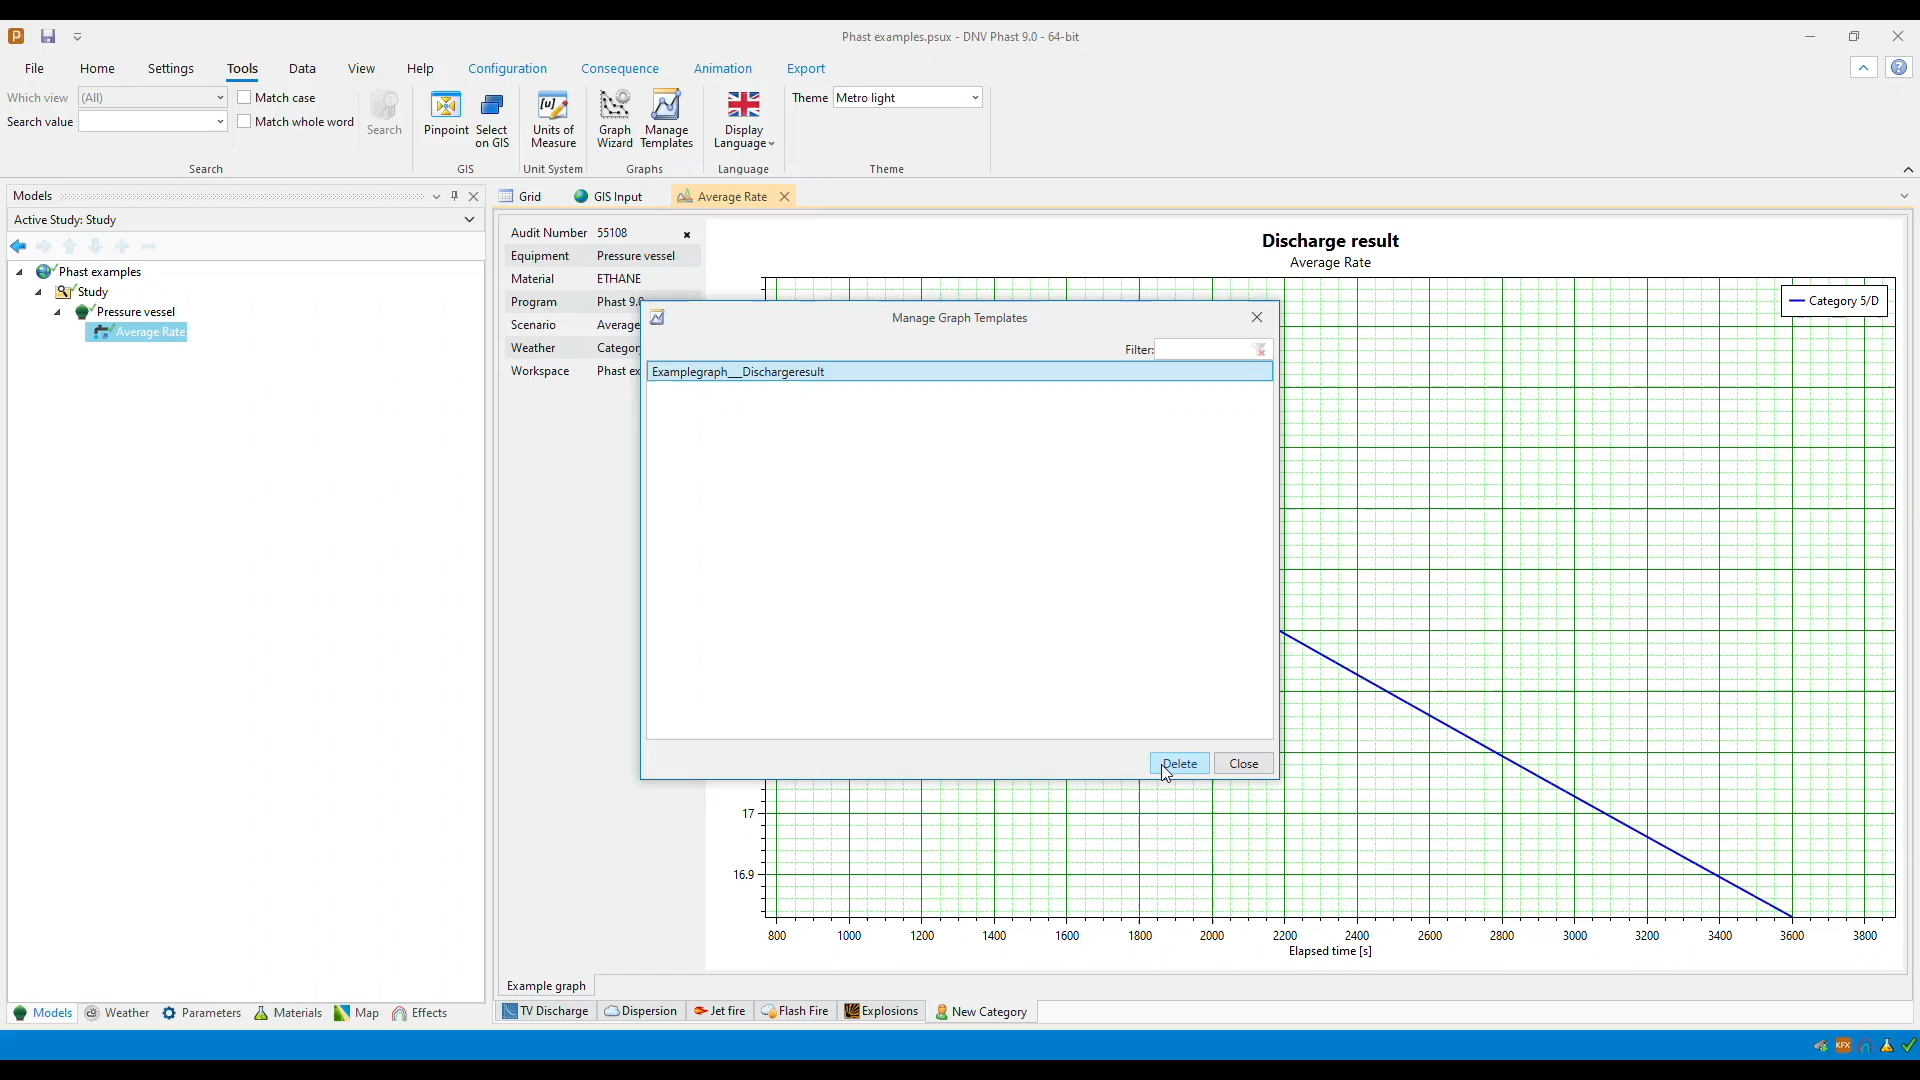 Phast examples.psux - DNV Phast 9.0 - 64-bit
File Home Settings Tools Data View Help Configuration Consequence Animation Export
Which view (All) Match case
Search value Match whole word
Search
Pinpoint
Select on GIS
Units of Measure
Graph Wizard
Manage Templates
Display Language
Theme Metro light
Search GIS Unit System Graphs Language Theme
Models
Active Study: Study
Phast examples
Study
Pressure vessel
Average Rate
Grid GIS Input Average Rate
Audit Number 55108
Equipment Pressure vessel
Material ETHANE
Program Phast 9.0
Scenario Average
Weather Categor
Workspace Phast ex
Discharge result
Average Rate
Category 5/D
Manage Graph Templates
Filter:
Examplegraph___Dischargeresult
Delete Close
17
16.9
800 1000 1200 1400 1600 1800 2000 2200 2400 2600 2800 3000 3200 3400 3600 3800
Elapsed time [s]
Example graph
TV Discharge Dispersion Jet fire Flash Fire Explosions New Category
Models Weather Parameters Materials Map Effects
KFX